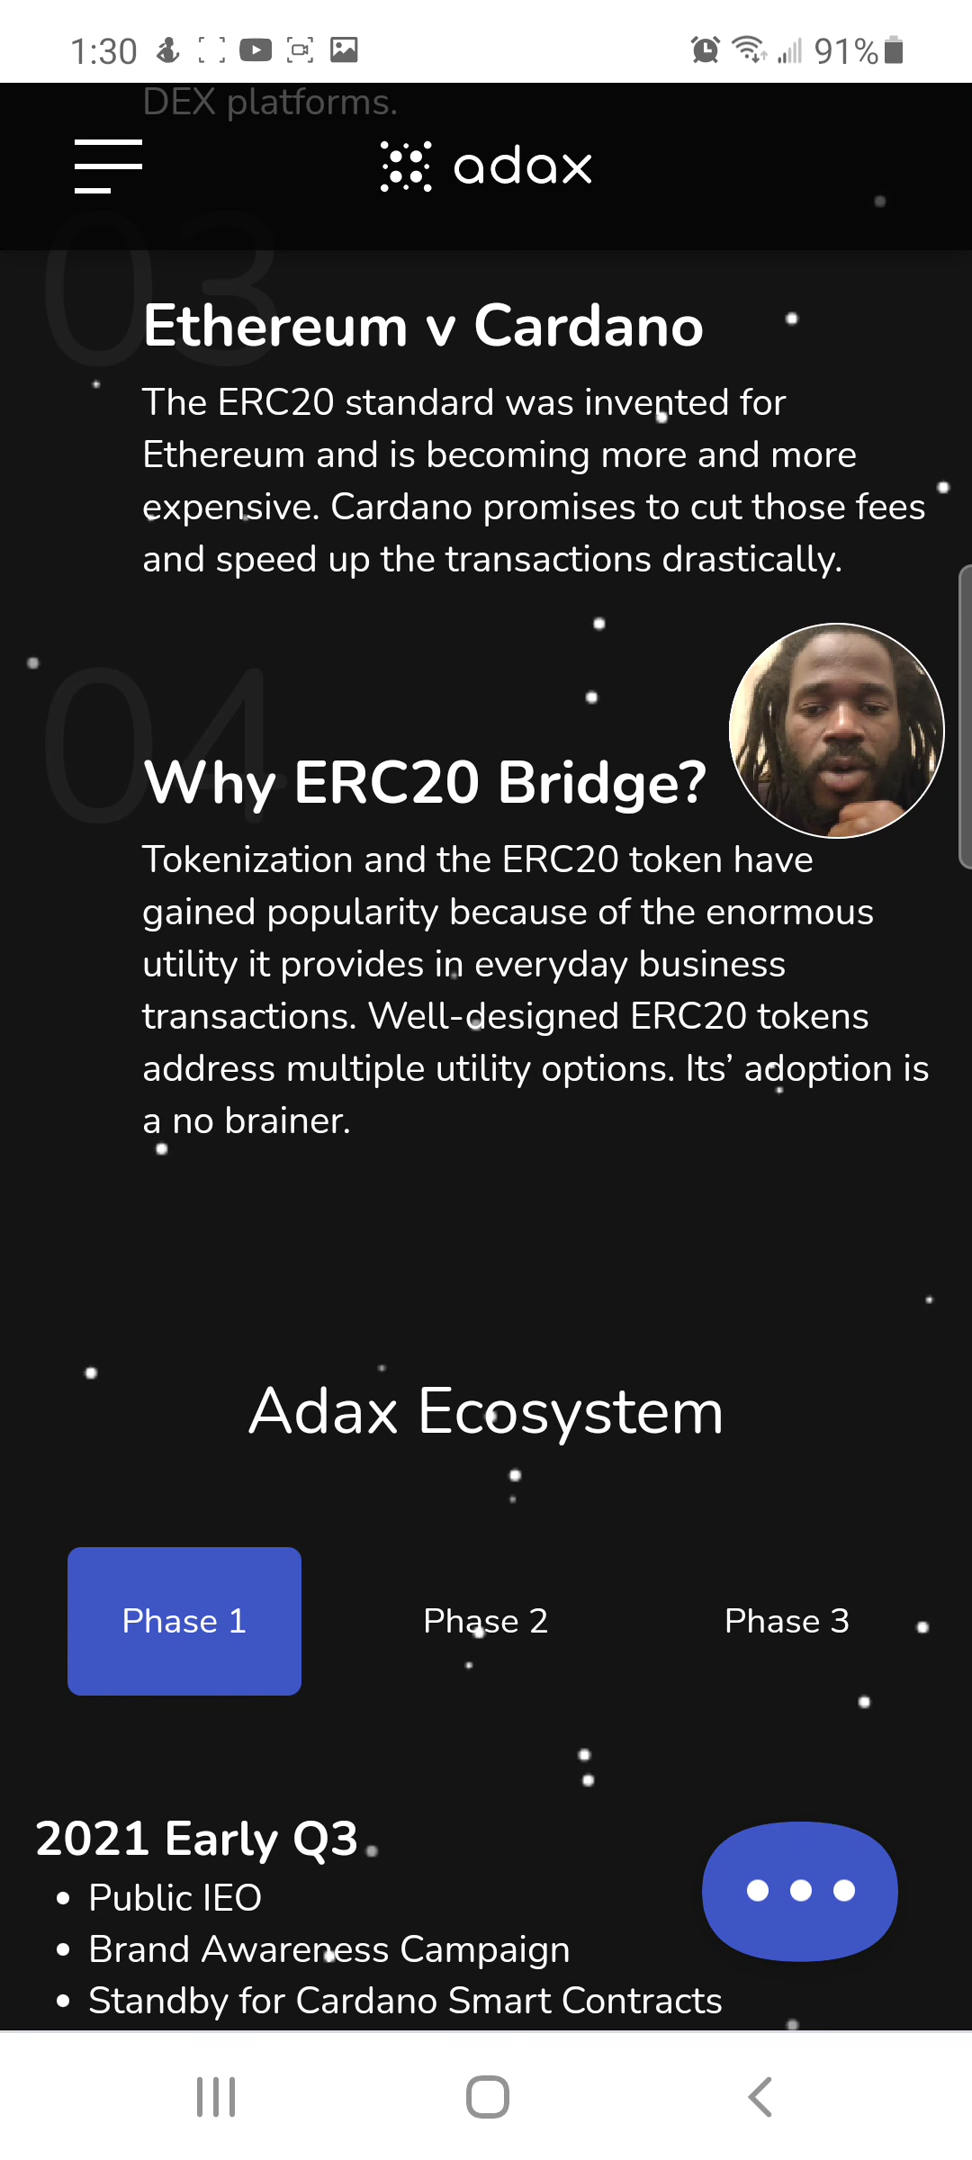 1:30
91%
DEX platforms.
adax
03
Ethereum v Cardano
The ERC20 standard was invented for
Ethereum and is becoming more and more
expensive. Cardano promises to cut those fees
and speed up the transactions drastically.
04
Why ERC20 Bridge?
Tokenization and the ERC20 token have
gained popularity because of the enormous
utility it provides in everyday business
transactions. Well-designed ERC20 tokens
address multiple utility options. Its’ adoption is
a no brainer.
Adax Ecosystem
Phase 1 Phase 2 Phase 3
2021 Early Q3
• Public IEO
• Brand Awareness Campaign
• Standby for Cardano Smart Contracts